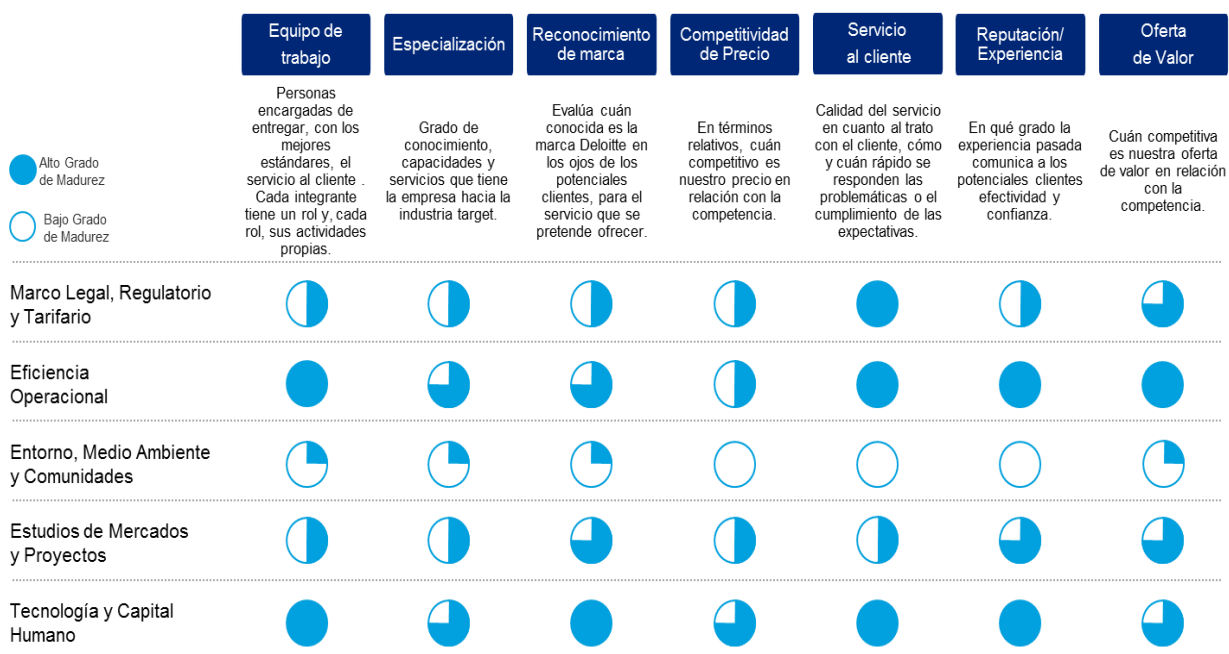 Equipo de
trabajo
Especialización
Reconocimiento
de marca
Competitividad
de Precio
Servicio
al cliente
Reputación/
Experiencia
Oferta
de Valor
Alto Grado
de Madurez
Bajo Grado
de Madurez
Personas
encargadas de
entregar, con los
mejores
estándares, el
servicio al cliente .
Cada integrante
tiene un rol y, cada
rol, sus actividades
propias.
Grado de
conocimiento,
capacidades y
servicios que tiene
la empresa hacia la
industria target.
Evalúa cuán
conocida es la
marca Deloitte en
los ojos de los
potenciales
clientes, para el
servicio que se
pretende ofrecer.
En términos
relativos, cuán
competitivo es
nuestro precio en
relación con la
competencia.
Calidad del servicio
en cuanto al trato
con el cliente, cómo
y cuán rápido se
responden las
problemáticas o el
cumplimiento de las
expectativas.
En qué grado la
experiencia pasada
comunica a los
potenciales clientes
efectividad y
confianza.
Cuán competitiva
es nuestra oferta
de valor en relación
con la
competencia.
Marco Legal, Regulatorio
y Tarifario
Eficiencia
Operacional
Entorno, Medio Ambiente
y Comunidades
Estudios de Mercados
y Proyectos
Tecnología y Capital
Humano